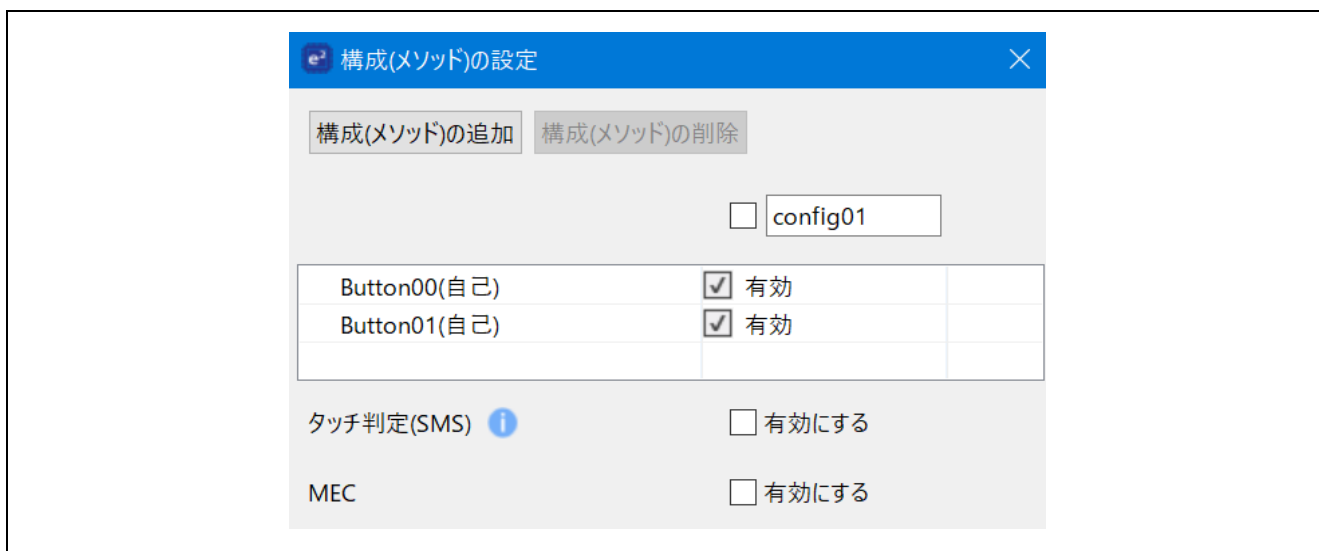 e² 構成(メソッド)の設定
構成(メソッド)の追加 構成(メソッド)の削除
config01
Button00(自己) 有効
Button01(自己) 有効
タッチ判定(SMS) i 有効にする
MEC 有効にする